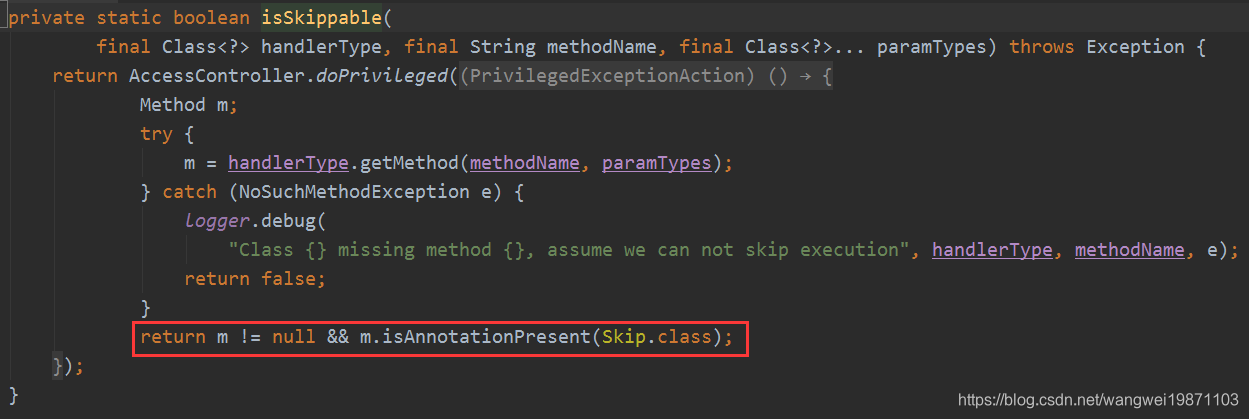 private static boolean isSkippable(
        final Class<?> handlerType, final String methodName, final Class<?>... paramTypes) throws Exception {
    return AccessController.doPrivileged((PrivilegedExceptionAction) () → {
            Method m;
            try {
                m = handlerType.getMethod(methodName, paramTypes);
            } catch (NoSuchMethodException e) {
                logger.debug(
                    "Class {} missing method {}, assume we can not skip execution", handlerType, methodName, e);
                return false;
            }
            return m != null && m.isAnnotationPresent(Skip.class);
    });
}
https://blog.csdn.net/wangwei19871103